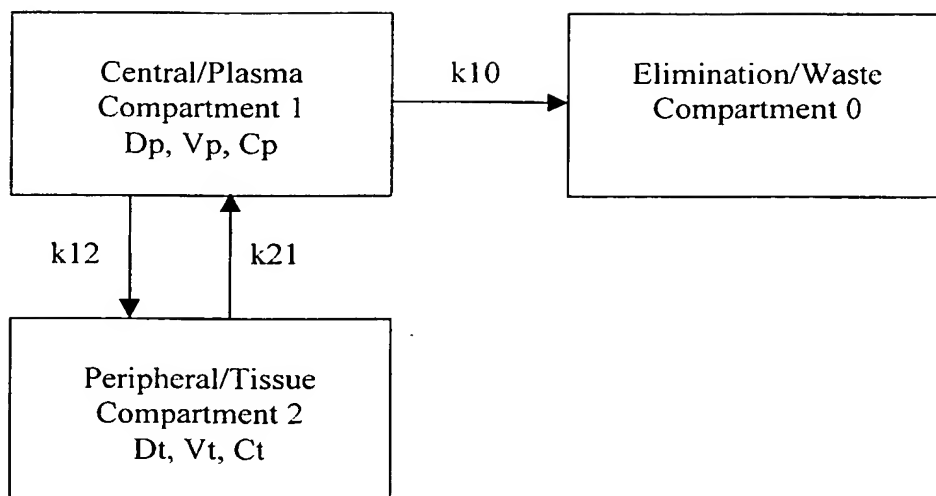 Central/Plasma
Compartment 1
Dp, Vp, Cp
k10
Elimination/Waste
Compartment 0
k12
k21
Peripheral/Tissue
Compartment 2
Dt, Vt, Ct